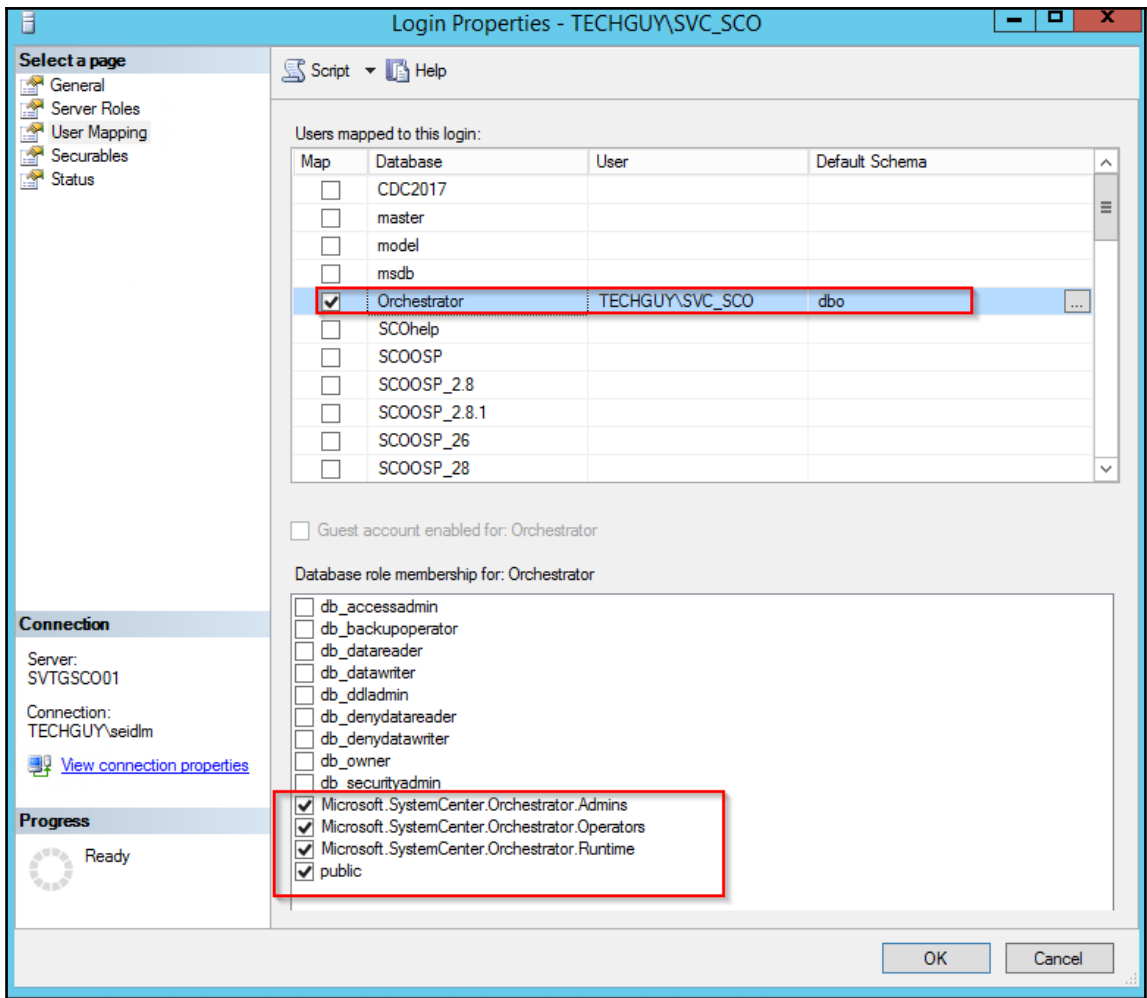 Login Properties - TECHGUY\SVC_SCO
Select a page
General
Server Roles
User Mapping
Securables
Status
Script Help
Users mapped to this login:
Map Database User Default Schema
CDC2017
master
model
msdb
Orchestrator TECHGUY\SVC_SCO dbo ...
SCOhelp
SCOOSP
SCOOSP_2.8
SCOOSP_2.8.1
SCOOSP_26
SCOOSP_28
Guest account enabled for: Orchestrator
Database role membership for: Orchestrator
db_accessadmin
db_backupoperator
db_datareader
db_datawriter
db_ddladmin
db_denydatareader
db_denydatawriter
db_owner
db_securityadmin
Microsoft.SystemCenter.Orchestrator.Admins
Microsoft.SystemCenter.Orchestrator.Operators
Microsoft.SystemCenter.Orchestrator.Runtime
public
Connection
Server:
SVTGSCO01
Connection:
TECHGUY\seidlm
View connection properties
Progress
Ready
OK Cancel